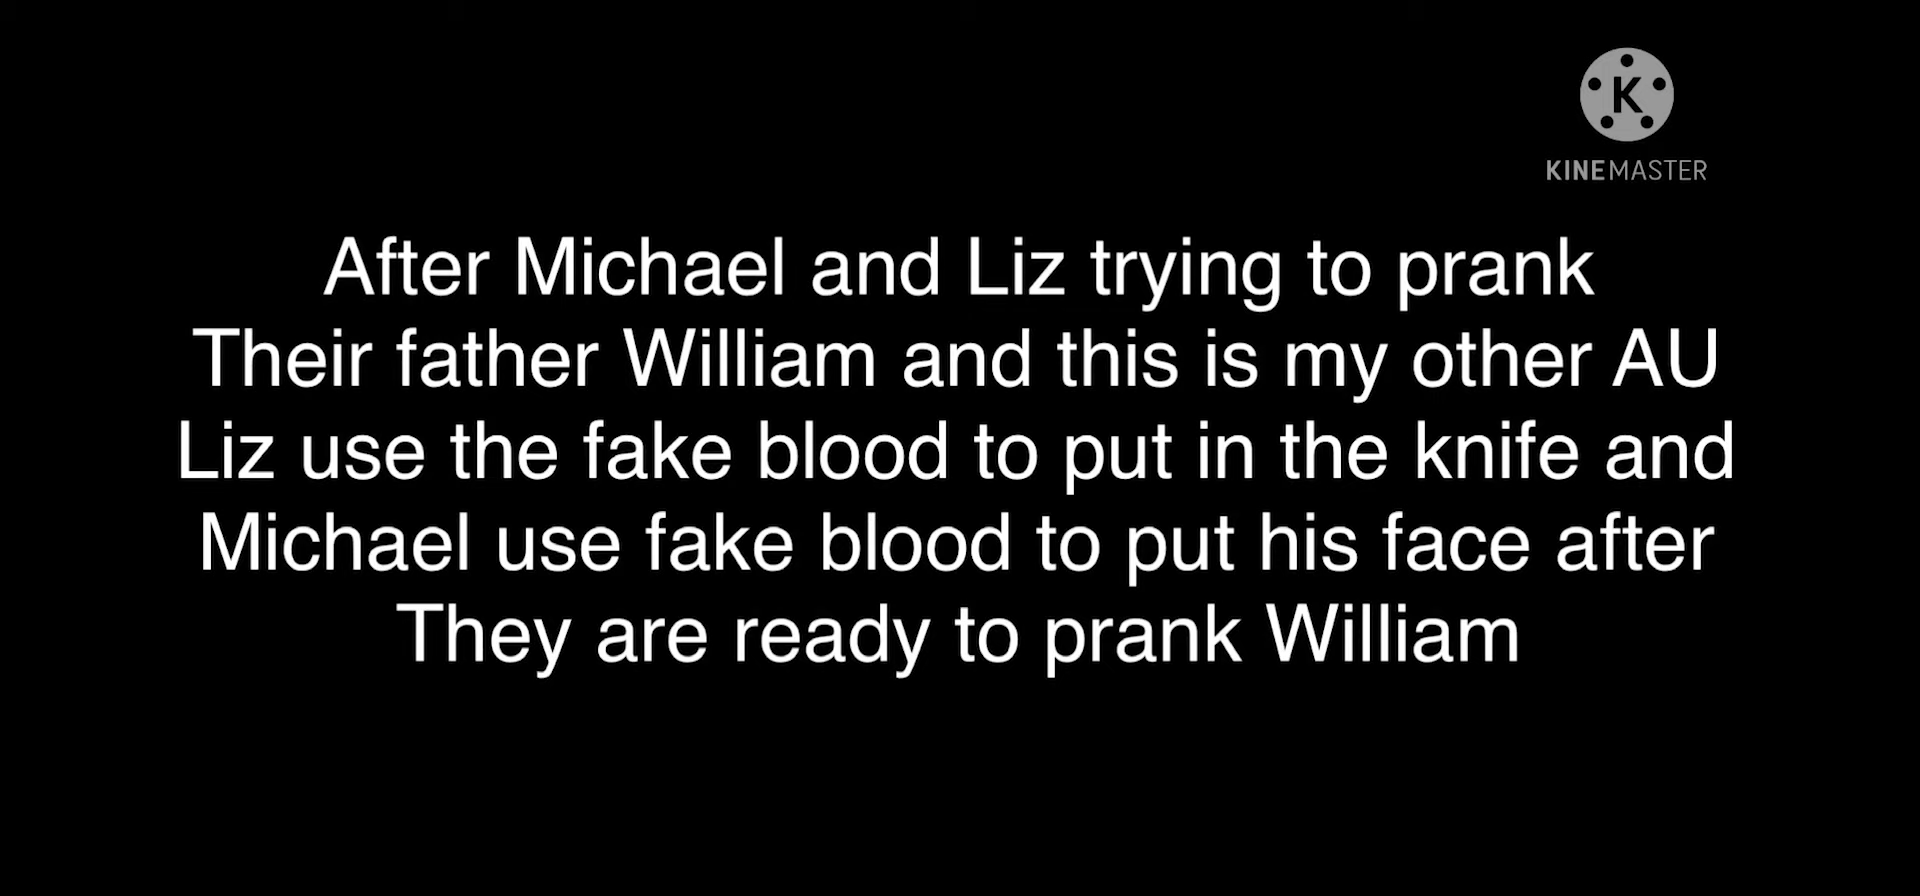 K
KINEMASTER
After Michael and Liz trying to prank
Their father William and this is my other AU
Liz use the fake blood to put in the knife and
Michael use fake blood to put his face after
They are ready to prank William